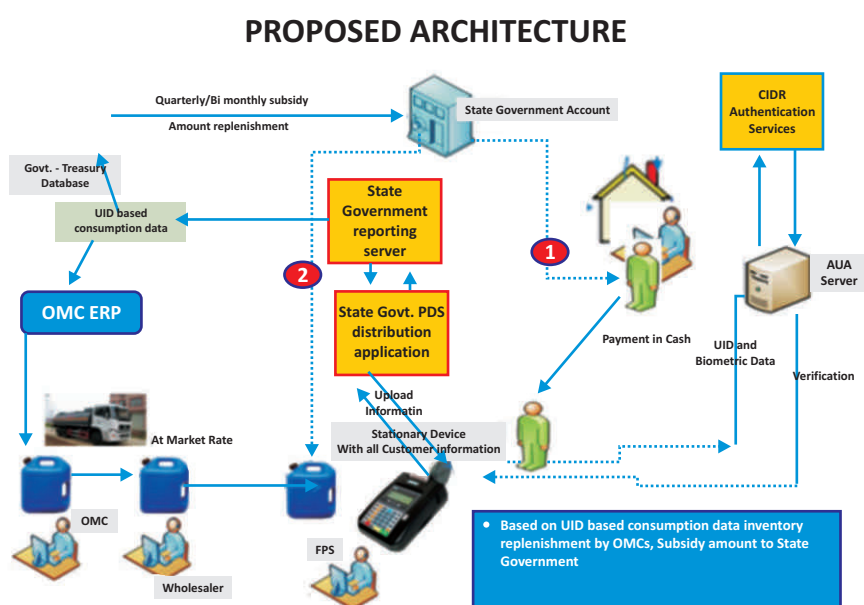 PROPOSED ARCHITECTURE
Quarterly/Bi monthly subsidy
Amount replenishment
State Government Account
CIDR
Authentication
Services
Govt. - Treasury
Database
UID based
consumption data
State
Government
reporting
server
2
1
AUA
Server
OMC ERP
State Govt. PDS
distribution
application
Payment in Cash
UID and
Biometric Data
Verification
Upload
Informatin
At Market Rate
Stationary Device
With all Customer information
OMC
Wholesaler
FPS
• Based on UID based consumption data inventory
replenishment by OMCs, Subsidy amount to State
Government